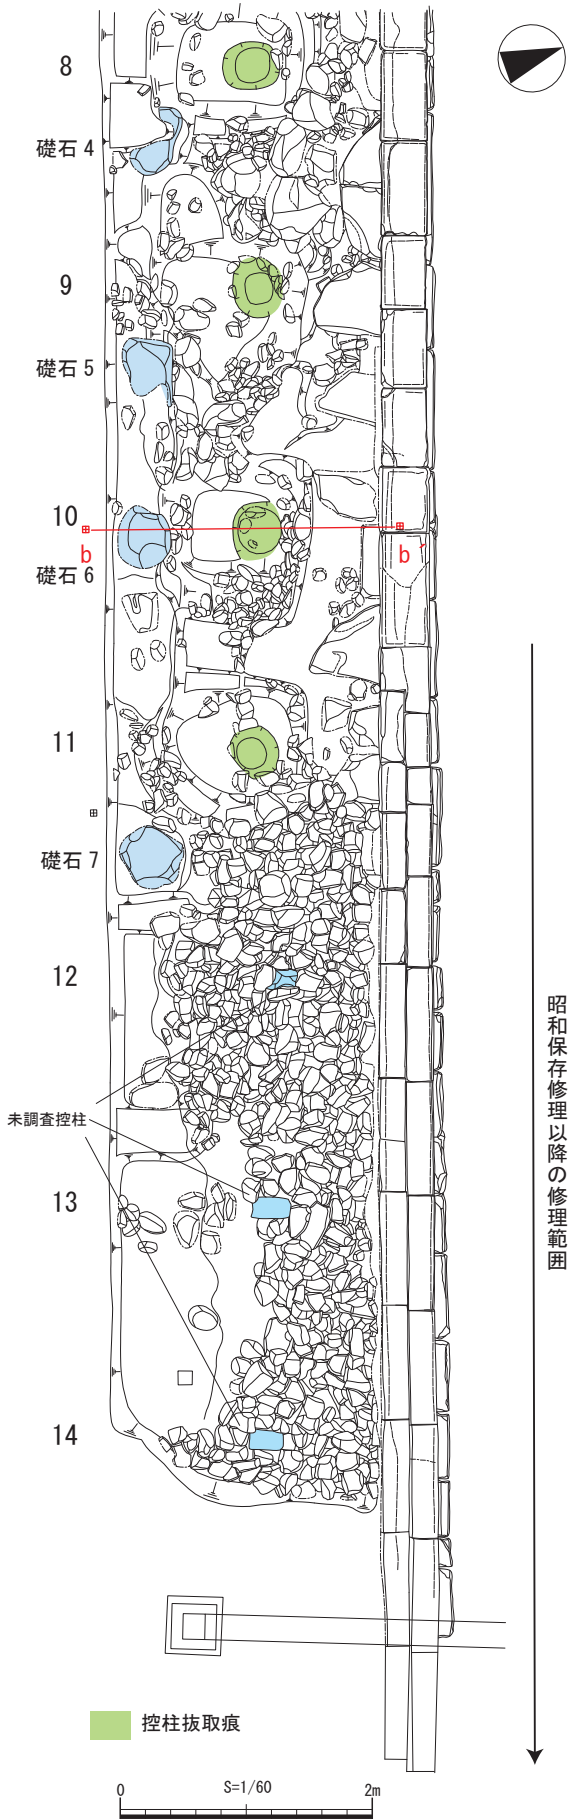 8
礎石 4
9
礎石 5
10
b
b´
礎石 6
11
礎石 7
12
未調査控柱
13
14
昭和保存修理以降の修理範囲
控柱抜取痕
0
S=1/60
2m